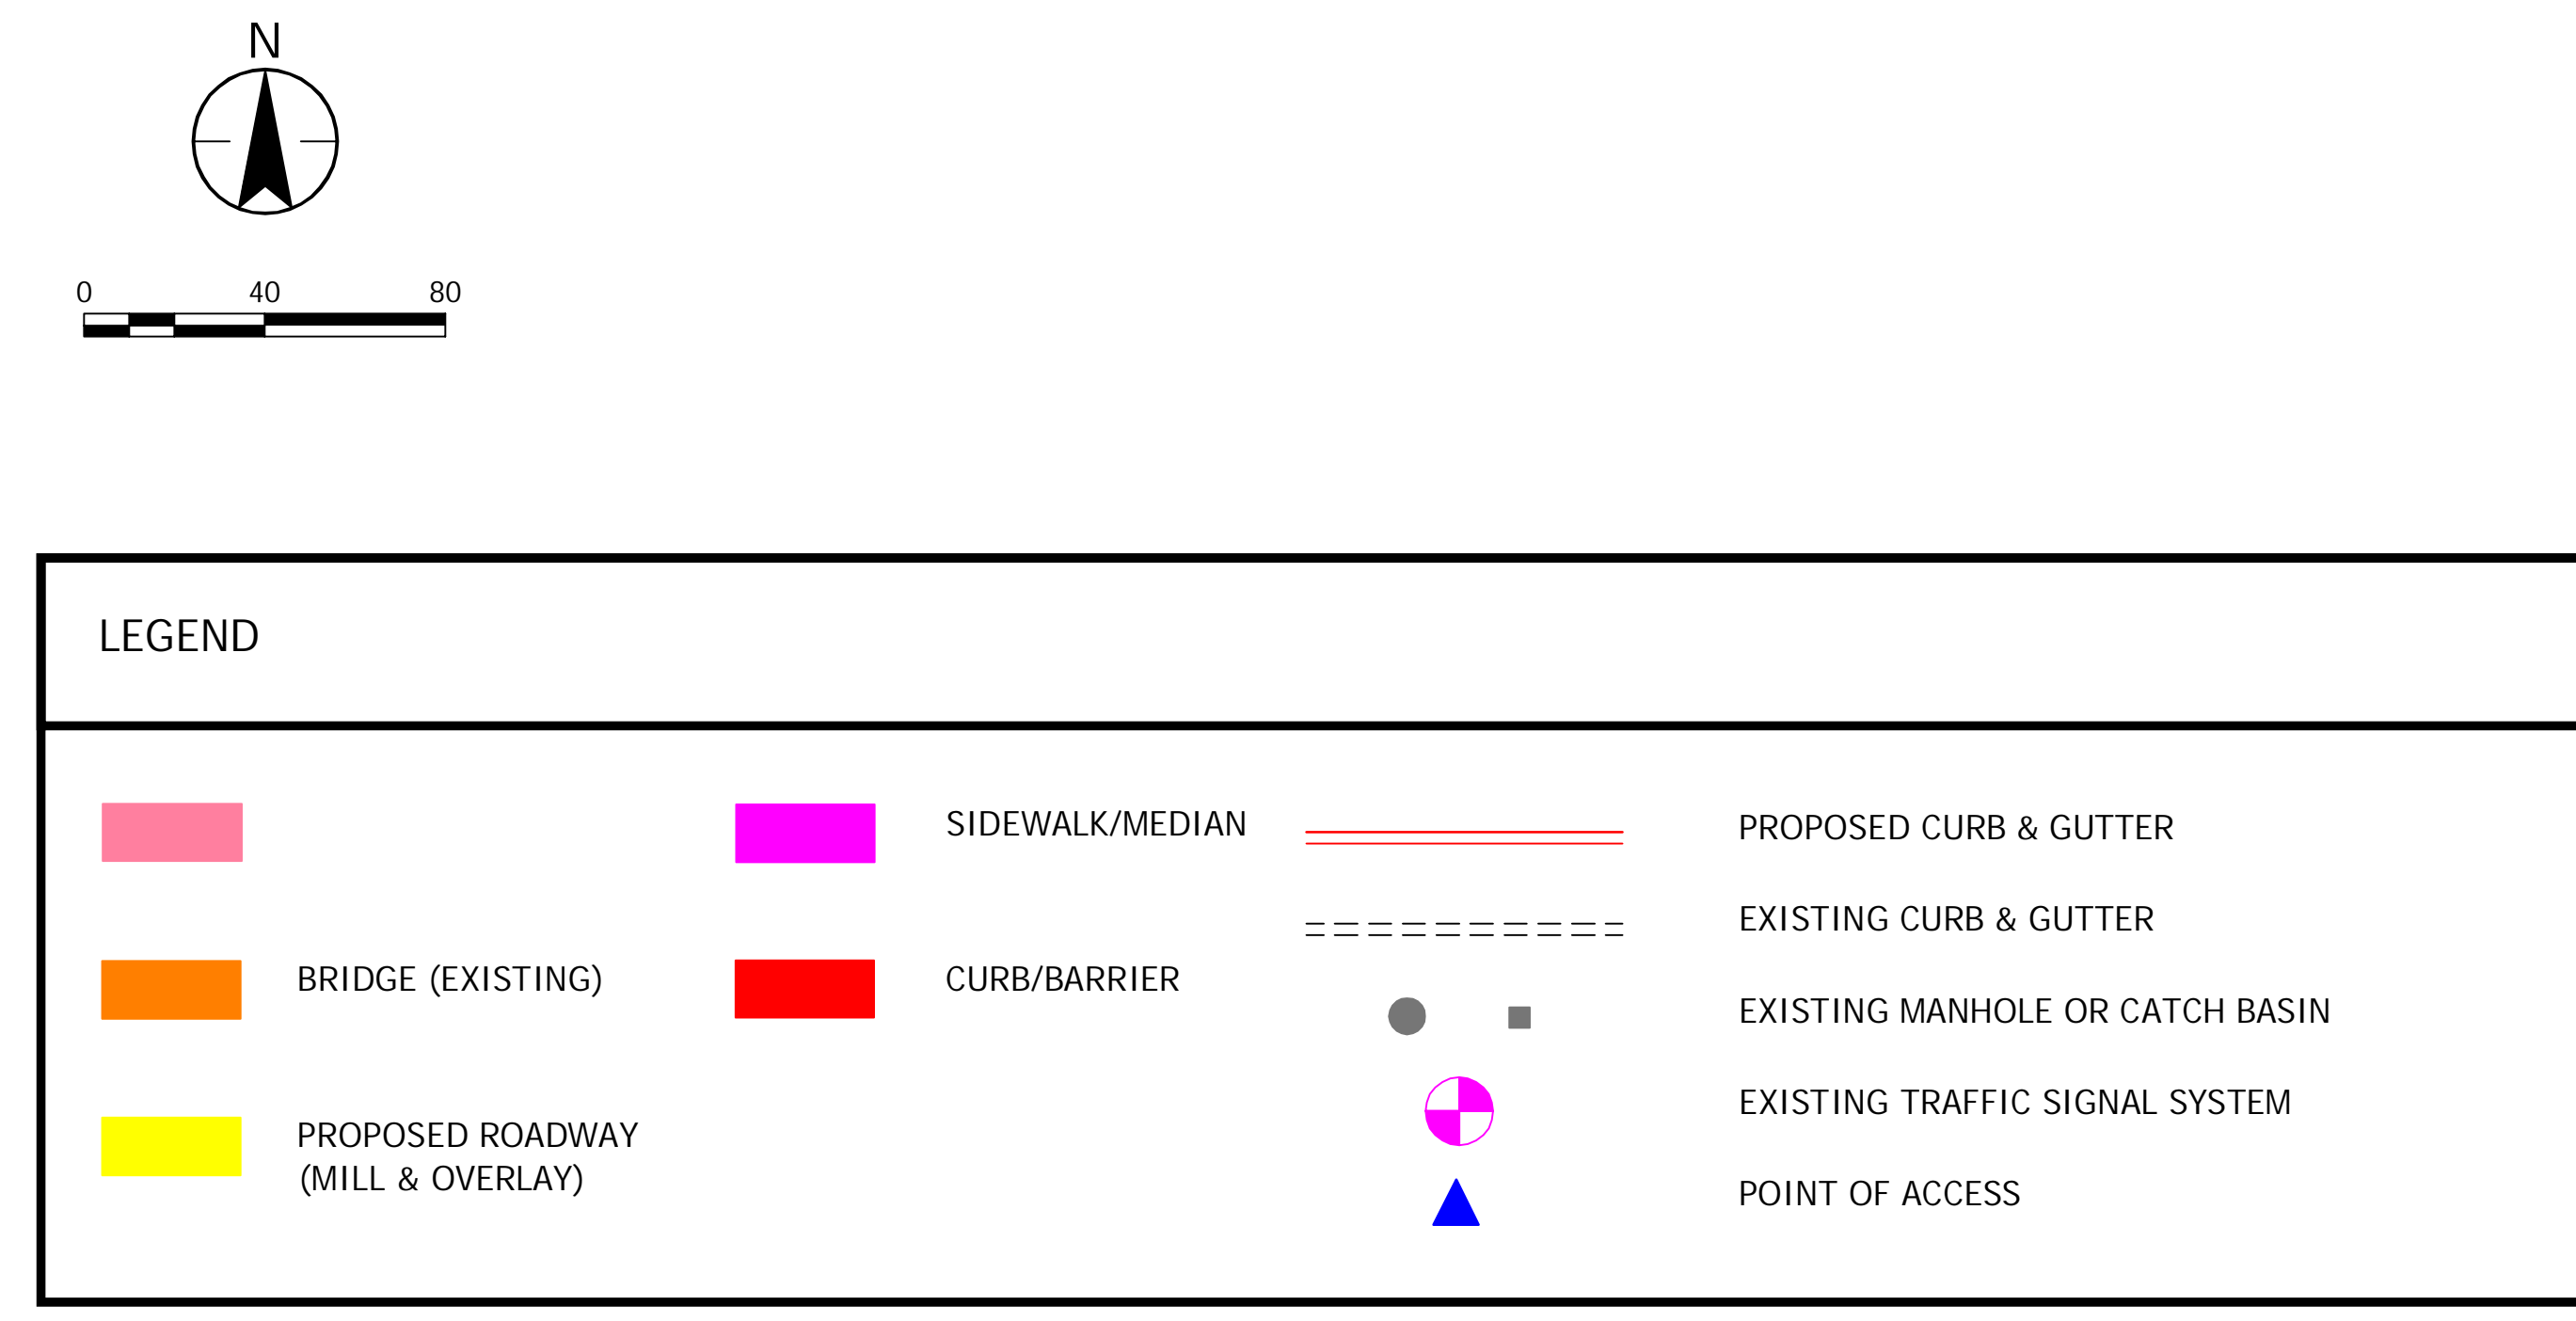 N
0 40 80
LEGEND
SIDEWALK/MEDIAN
PROPOSED CURB & GUTTER
EXISTING CURB & GUTTER
BRIDGE (EXISTING)
CURB/BARRIER
EXISTING MANHOLE OR CATCH BASIN
EXISTING TRAFFIC SIGNAL SYSTEM
PROPOSED ROADWAY
(MILL & OVERLAY)
POINT OF ACCESS